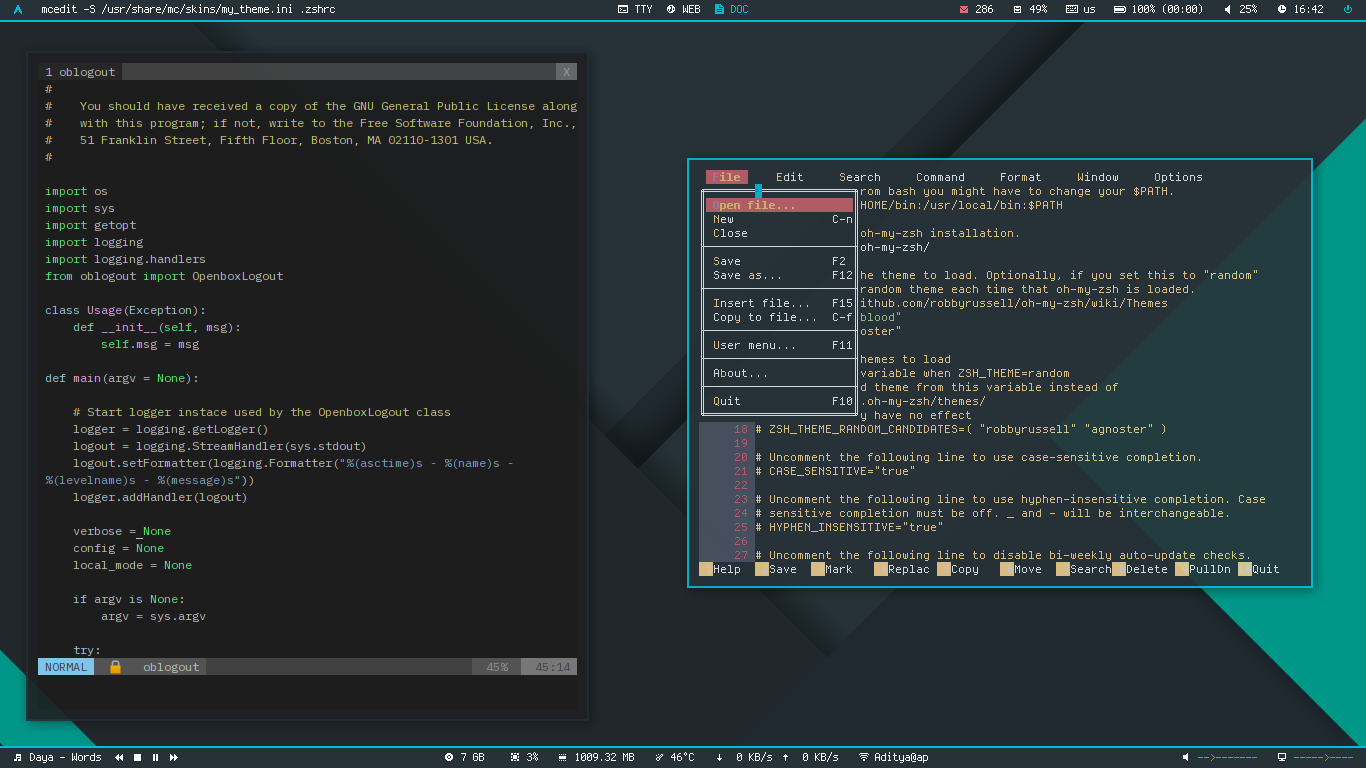 mcedit -S /usr/share/mc/skins/my_theme.ini .zshrc
TTY WEB DOC
286 49% us 100% (00:00) 25% 16:42
1 oblogout X
#
# You should have received a copy of the GNU General Public License along
# with this program; if not, write to the Free Software Foundation, Inc.,
# 51 Franklin Street, Fifth Floor, Boston, MA 02110-1301 USA.
#
import os
import sys
import getopt
import logging
import logging.handlers
from oblogout import OpenboxLogout
class Usage(Exception):
def __init__(self, msg):
self.msg = msg
def main(argv = None):
# Start logger instace used by the OpenboxLogout class
logger = logging.getLogger()
logout = logging.StreamHandler(sys.stdout)
logout.setFormatter(logging.Formatter("%(asctime)s - %(name)s -
%(levelname)s - %(message)s"))
logger.addHandler(logout)
verbose = None
config = None
local_mode = None
if argv is None:
argv = sys.argv
try:
NORMAL oblogout 45% 45:14
File Edit Search Command Format Window Options
rom bash you might have to change your $PATH.
Open file... HOME/bin:/usr/local/bin:$PATH
New C-n
Close oh-my-zsh installation.
oh-my-zsh/
Save F2
Save as... F12 he theme to load. Optionally, if you set this to "random"
random theme each time that oh-my-zsh is loaded.
Insert file... F15 ithub.com/robbyrussell/oh-my-zsh/wiki/Themes
Copy to file... C-f blood"
oster"
User menu... F11
hemes to load
About... variable when ZSH_THEME=random
d theme from this variable instead of
Quit F10 .oh-my-zsh/themes/
y have no effect
18 # ZSH_THEME_RANDOM_CANDIDATES=( "robbyrussell" "agnoster" )
19
20 # Uncomment the following line to use case-sensitive completion.
21 # CASE_SENSITIVE="true"
22
23 # Uncomment the following line to use hyphen-insensitive completion. Case
24 # sensitive completion must be off. _ and - will be interchangeable.
25 # HYPHEN_INSENSITIVE="true"
26
27 # Uncomment the following line to disable bi-weekly auto-update checks.
Help Save Mark Replac Copy Move Search Delete PullDn Quit
Daya - Words
7 GB 3% 1009.32 MB 46°C 0 KB/s 0 KB/s Aditya@ap
-->------- ----->----